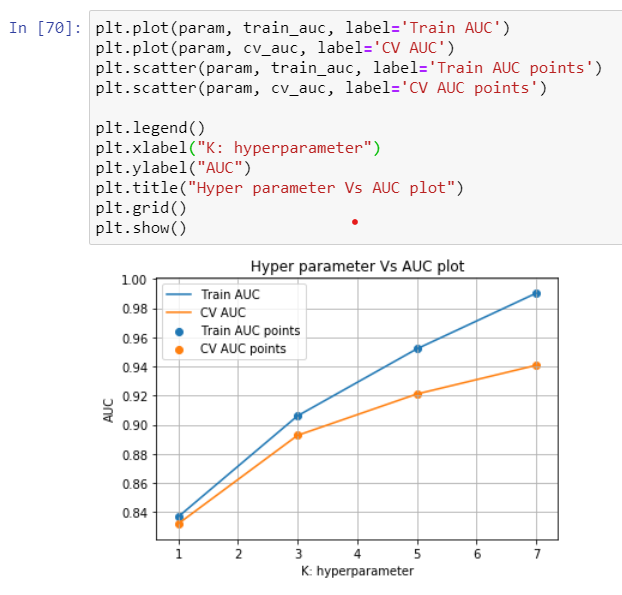 In [70]: plt.plot(param, train_auc, label='Train AUC')
plt.plot(param, cv_auc, label='CV AUC')
plt.scatter(param, train_auc, label='Train AUC points')
plt.scatter(param, cv_auc, label='CV AUC points')
plt.legend()
plt.xlabel("K: hyperparameter")
plt.ylabel("AUC")
plt.title("Hyper parameter Vs AUC plot")
plt.grid()
plt.show()
Hyper parameter Vs AUC plot
Train AUC
CV AUC
Train AUC points
CV AUC points
1.00
0.98
0.96
0.94
0.92
0.90
0.88
0.86
0.84
AUC
1 2 3 4 5 6 7
K: hyperparameter